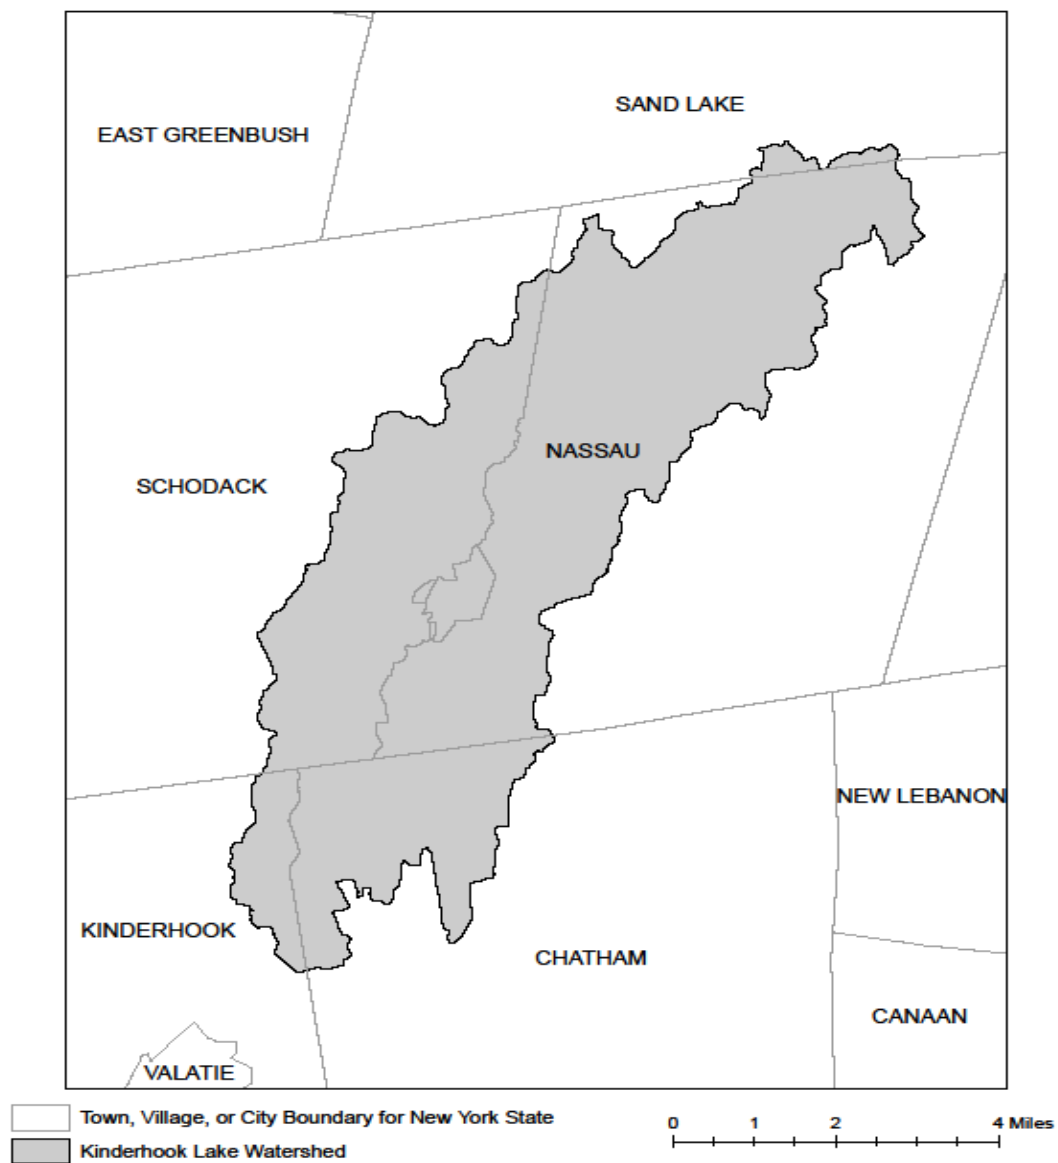 SAND LAKE
EAST GREENBUSH
NASSAU
SCHODACK
NEW LEBANON
KINDERHOOK
CHATHAM
CANAAN
VALATIE
Town, Village, or City Boundary for New York State
Kinderhook Lake Watershed
0 1 2 4 Miles